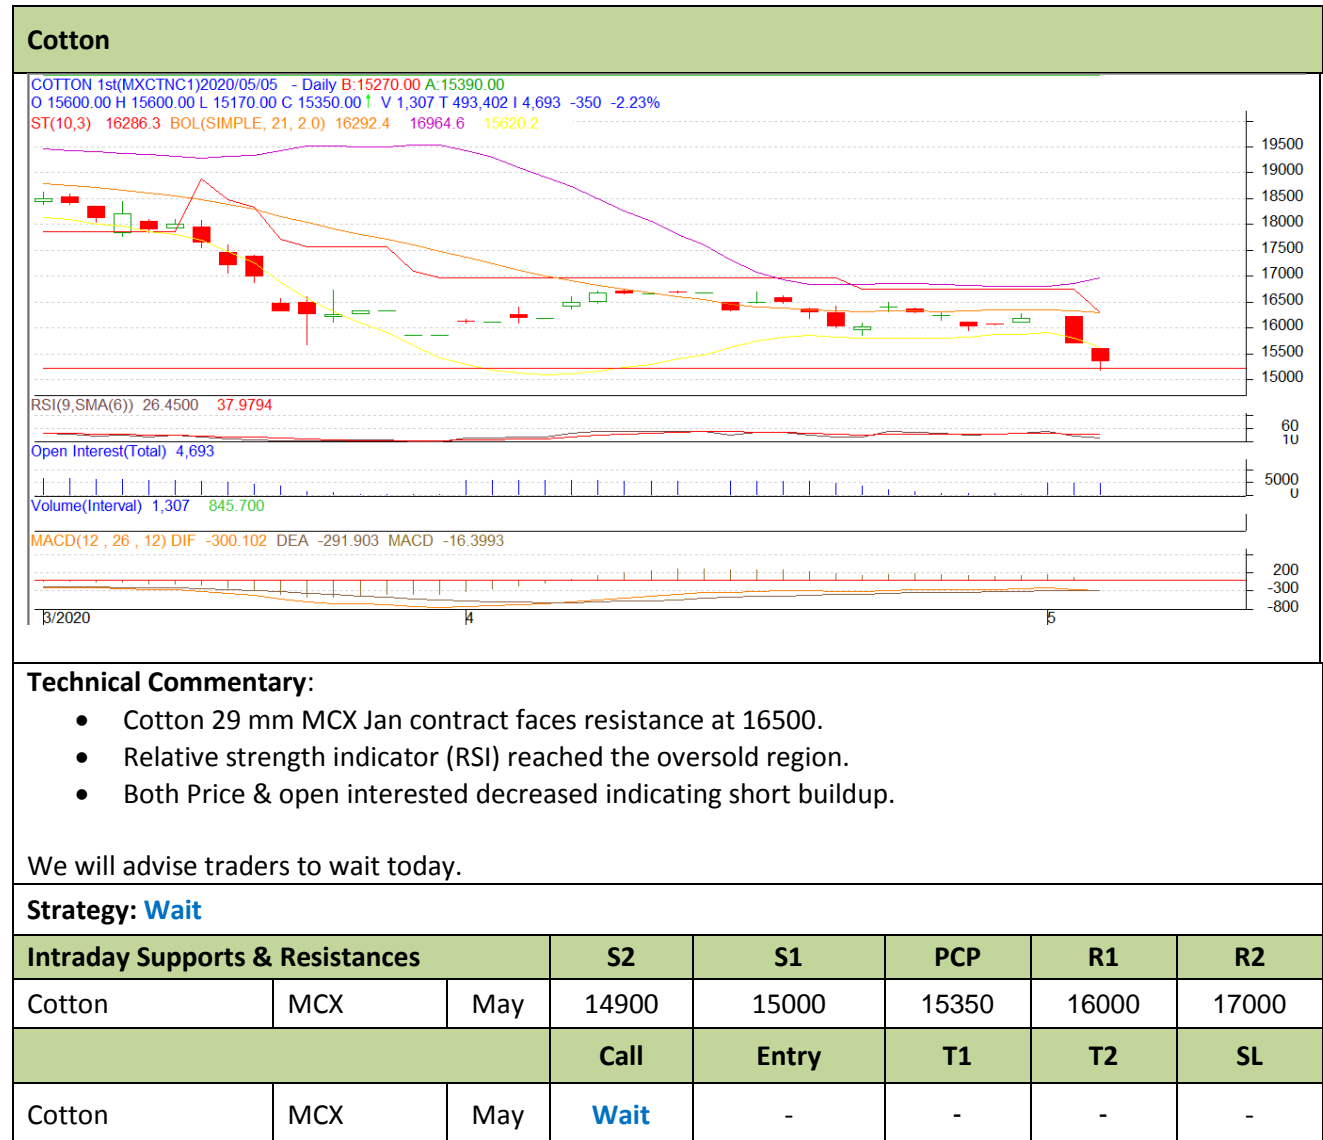 Cotton
COTTON 1st(MXCTNC1)2020/05/05 - Daily B:15270.00 A:15390.00
O 15600.00 H 15600.00 L 15170.00 C 15350.00↑ V 1,307 T 493,402 I 4,693 -350 -2.23%
ST(10,3) 16286.3 BOL(SIMPLE, 21, 2.0) 16292.4 16964.6 15620.2
19500
19000
18500
18000
17500
17000
16500
16000
15500
15000
RSI(9,SMA(6)) 26.4500 37.9794
60
10
Open Interest(Total) 4,693
5000
0
Volume(Interval) 1,307 845.700
MACD(12 , 26 , 12) DIF -300.102 DEA -291.903 MACD -16.3993
200
-300
-800
3/2020 4 5
Technical Commentary:
• Cotton 29 mm MCX Jan contract faces resistance at 16500.
• Relative strength indicator (RSI) reached the oversold region.
• Both Price & open interested decreased indicating short buildup.
We will advise traders to wait today.
Strategy: Wait
Intraday Supports & Resistances S2 S1 PCP R1 R2
Cotton MCX May 14900 15000 15350 16000 17000
Call Entry T1 T2 SL
Cotton MCX May Wait - - - -